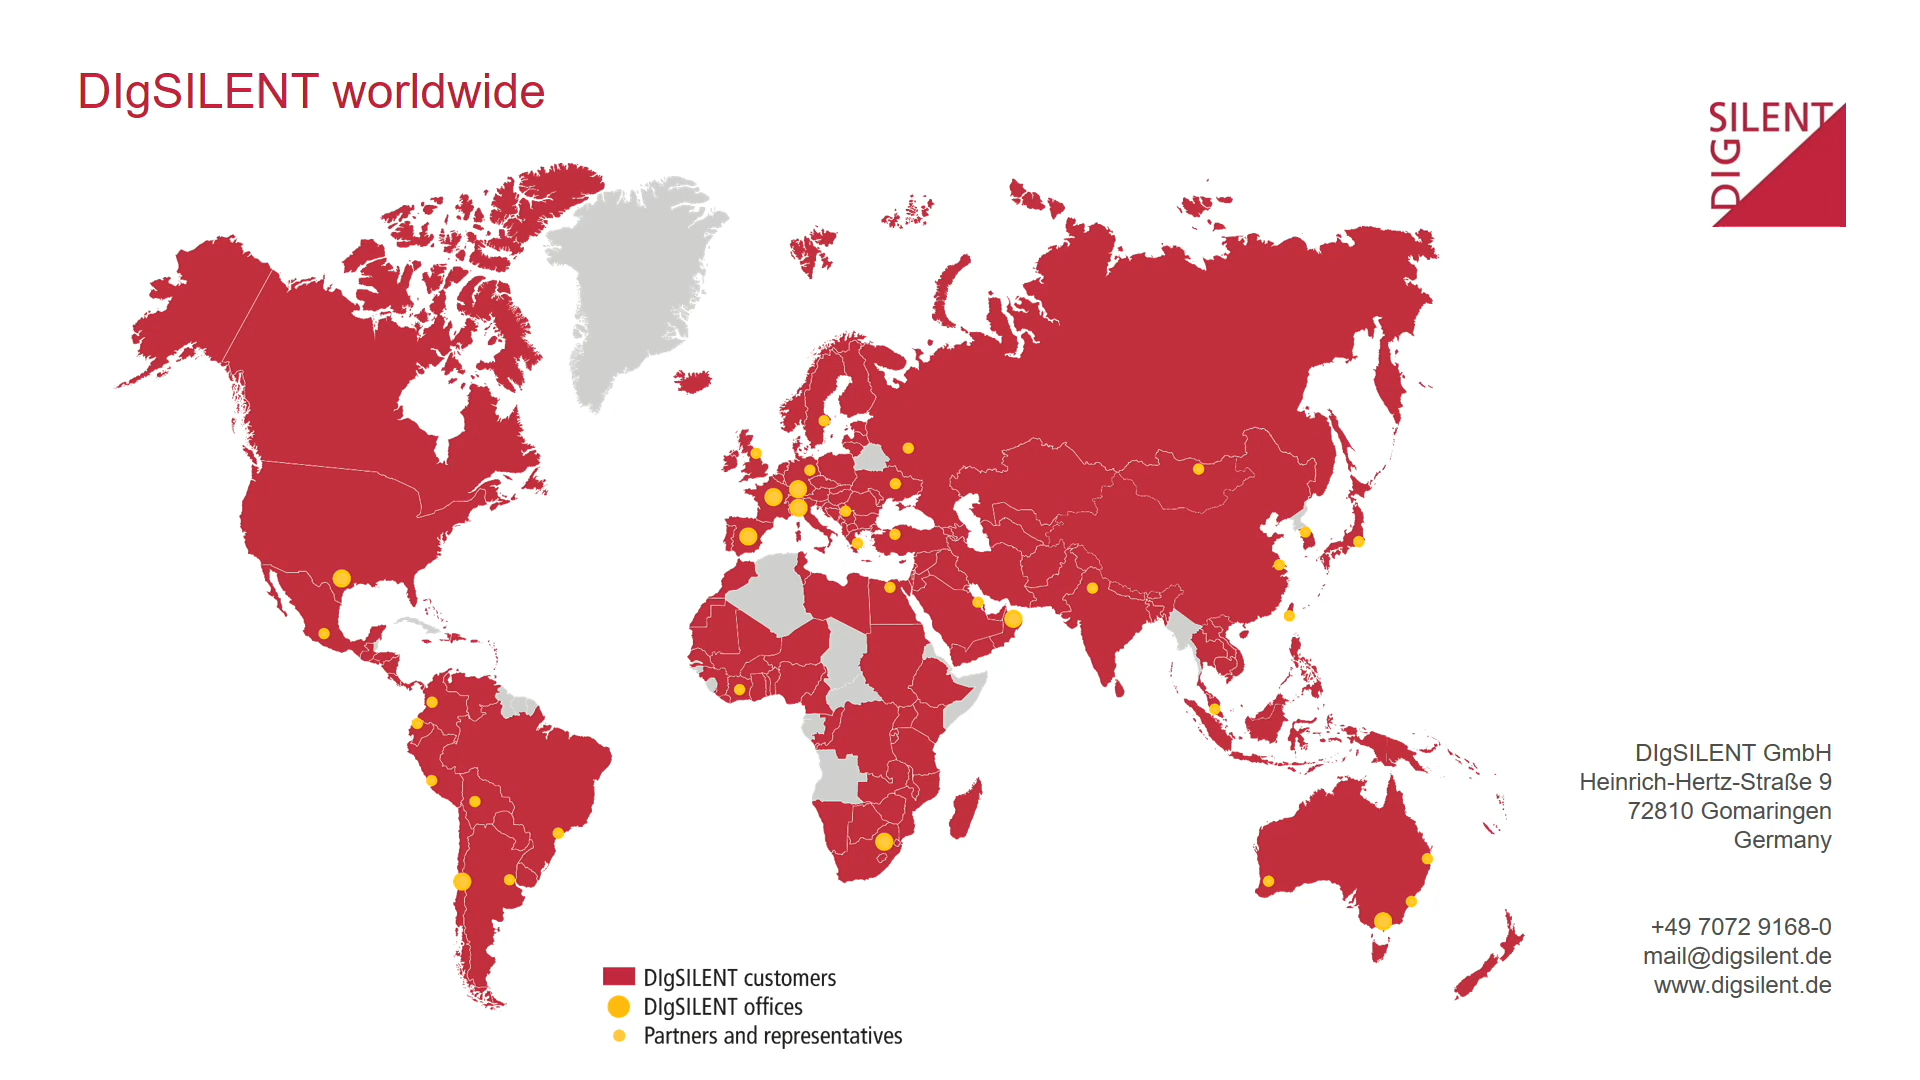 DIgSILENT worldwide
SILENT
DIG
DIgSILENT GmbH
Heinrich-Hertz-Straße 9
72810 Gomaringen
Germany
+49 7072 9168-0
mail@digsilent.de
www.digsilent.de
DIgSILENT customers
DIgSILENT offices
Partners and representatives